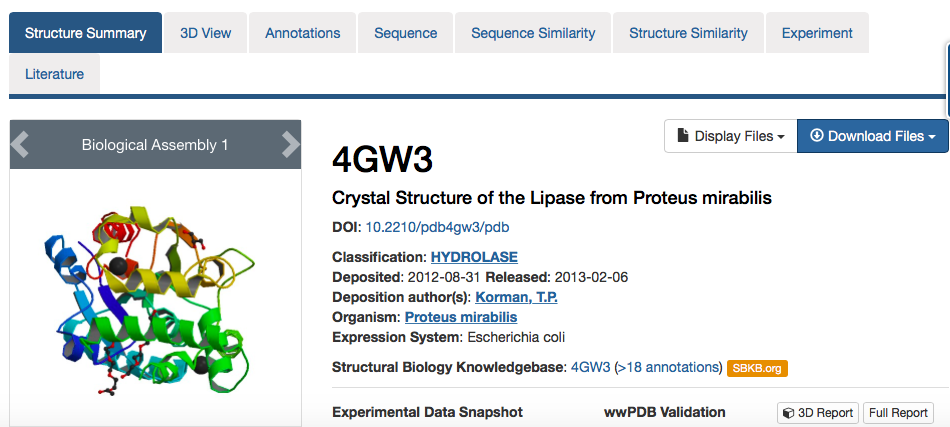 Structure Summary 3D View Annotations Sequence Sequence Similarity Structure Similarity Experiment
Literature
Biological Assembly 1
Display Files Download Files
4GW3
Crystal Structure of the Lipase from Proteus mirabilis
DOI: 10.2210/pdb4gw3/pdb
Classification: HYDROLASE
Deposited: 2012-08-31 Released: 2013-02-06
Deposition author(s): Korman, T.P.
Organism: Proteus mirabilis
Expression System: Escherichia coli
Structural Biology Knowledgebase: 4GW3 (>18 annotations) SBKB.org
Experimental Data Snapshot wwPDB Validation 3D Report Full Report